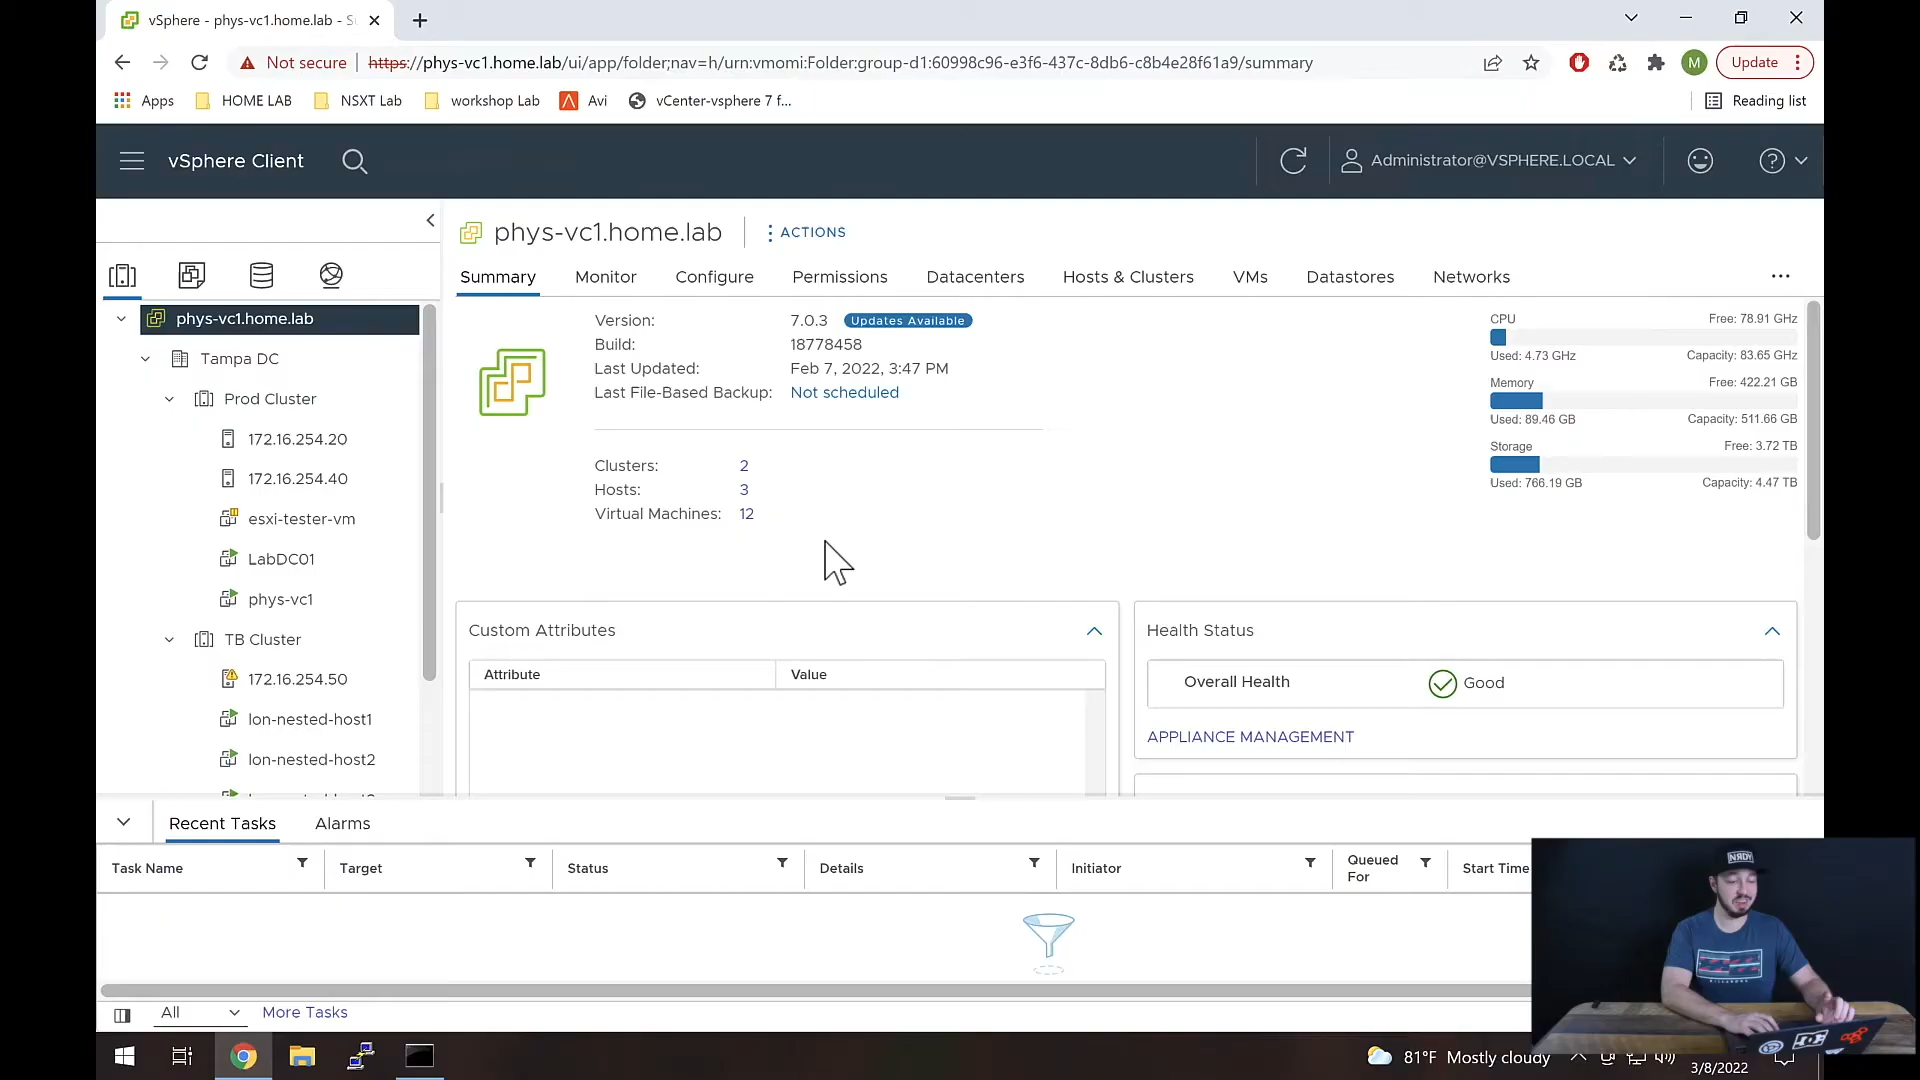 vSphere - phys-vc1.home.lab - S
Not secure
https://phys-vc1.home.lab/ui/app/folder;nav=h/urn:vmomi:Folder:group-d1:60998c96-e3f6-437c-8db6-c8b4e28f61a9/summary
M
Update
Apps
HOME LAB
NSXT Lab
workshop Lab
Avi
vCenter-vsphere 7 f...
Reading list
vSphere Client
Administrator@VSPHERE.LOCAL
phys-vc1.home.lab
ACTIONS
Summary
Monitor
Configure
Permissions
Datacenters
Hosts & Clusters
VMs
Datastores
Networks
phys-vc1.home.lab
Tampa DC
Prod Cluster
172.16.254.20
172.16.254.40
esxi-tester-vm
LabDC01
phys-vc1
TB Cluster
172.16.254.50
lon-nested-host1
lon-nested-host2
Version: 7.0.3 Updates Available
Build: 18778458
Last Updated: Feb 7, 2022, 3:47 PM
Last File-Based Backup: Not scheduled
Clusters: 2
Hosts: 3
Virtual Machines: 12
CPU Free: 78.91 GHz
Used: 4.73 GHz Capacity: 83.65 GHz
Memory Free: 422.21 GB
Used: 89.46 GB Capacity: 511.66 GB
Storage Free: 3.72 TB
Used: 766.19 GB Capacity: 4.47 TB
Custom Attributes
Attribute Value
Health Status
Overall Health Good
APPLIANCE MANAGEMENT
Recent Tasks
Alarms
Task Name
Target
Status
Details
Initiator
Queued For
Start Time
All
More Tasks
NRDY
BILLABONG
81°F Mostly cloudy
3/8/2022